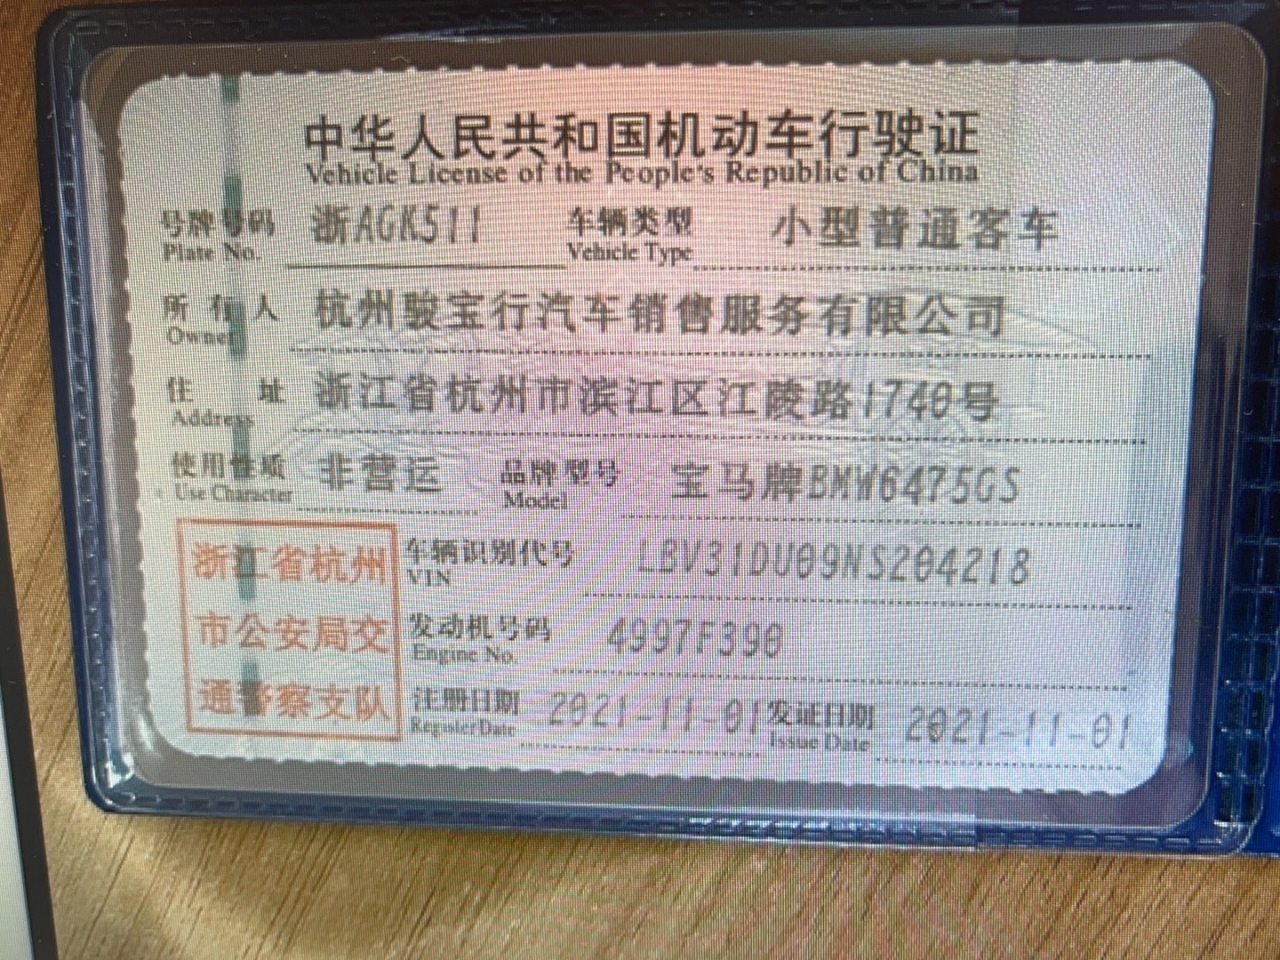 中华人民共和国机动车行驶证
Vehicle License of the People's Republic of China
号牌号码 浙AGK511 车辆类型 小型普通客车
Plate No. Vehicle Type
所有人 杭州骏宝行汽车销售服务有限公司
Owner
住址 浙江省杭州市滨江区江陵路1740号
Address
使用性质 非营运 品牌型号 宝马牌BMW6475GS
Use Character Model
浙江省杭州
市公安局交
通警察支队
车辆识别代号 LBV31DU09NS204218
VIN
发动机号码 4997F390
Engine No.
注册日期 2021-11-01 发证日期 2021-11-01
Register Date Issue Date